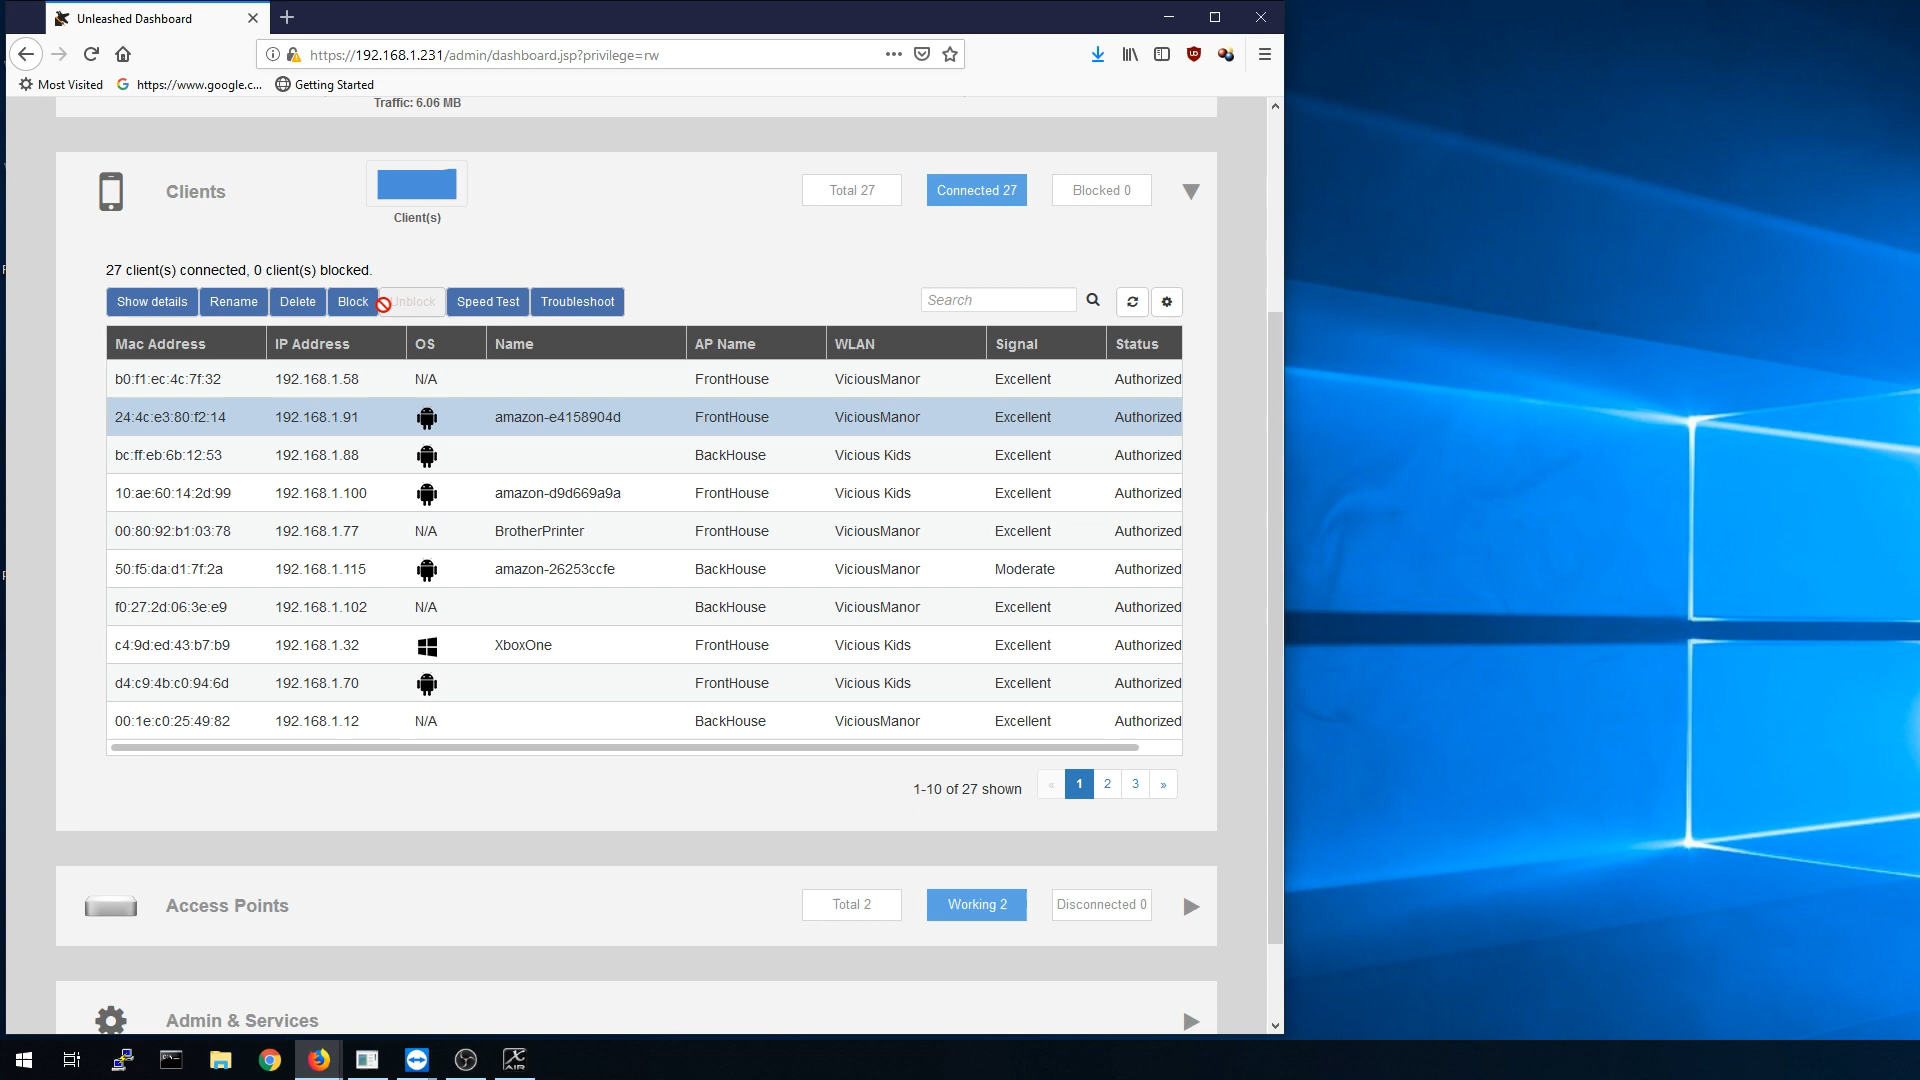 Unleashed Dashboard
https://192.168.1.231/admin/dashboard.jsp?privilege=rw
Most Visited https://www.google.c... Getting Started
Traffic: 6.06 MB
Clients Total 27 Connected 27 Blocked 0
Client(s)
27 client(s) connected, 0 client(s) blocked.
Show details Rename Delete Block Unblock Speed Test Troubleshoot Search
Mac Address IP Address OS Name AP Name WLAN Signal Status
b0:f1:ec:4c:7f:32 192.168.1.58 N/A FrontHouse ViciousManor Excellent Authorized
24:4c:e3:80:f2:14 192.168.1.91 amazon-e4158904d FrontHouse ViciousManor Excellent Authorized
bc:ff:eb:6b:12:53 192.168.1.88 BackHouse Vicious Kids Excellent Authorized
10:ae:60:14:2d:99 192.168.1.100 amazon-d9d669a9a FrontHouse Vicious Kids Excellent Authorized
00:80:92:b1:03:78 192.168.1.77 N/A BrotherPrinter FrontHouse ViciousManor Excellent Authorized
50:f5:da:d1:7f:2a 192.168.1.115 amazon-26253ccfe BackHouse ViciousManor Moderate Authorized
f0:27:2d:06:3e:e9 192.168.1.102 N/A BackHouse ViciousManor Excellent Authorized
c4:9d:ed:43:b7:b9 192.168.1.32 XboxOne FrontHouse Vicious Kids Excellent Authorized
d4:c9:4b:c0:94:6d 192.168.1.70 FrontHouse Vicious Kids Excellent Authorized
00:1e:c0:25:49:82 192.168.1.12 N/A BackHouse ViciousManor Excellent Authorized
1-10 of 27 shown « 1 2 3 »
Access Points Total 2 Working 2 Disconnected 0
Admin & Services
X AIR